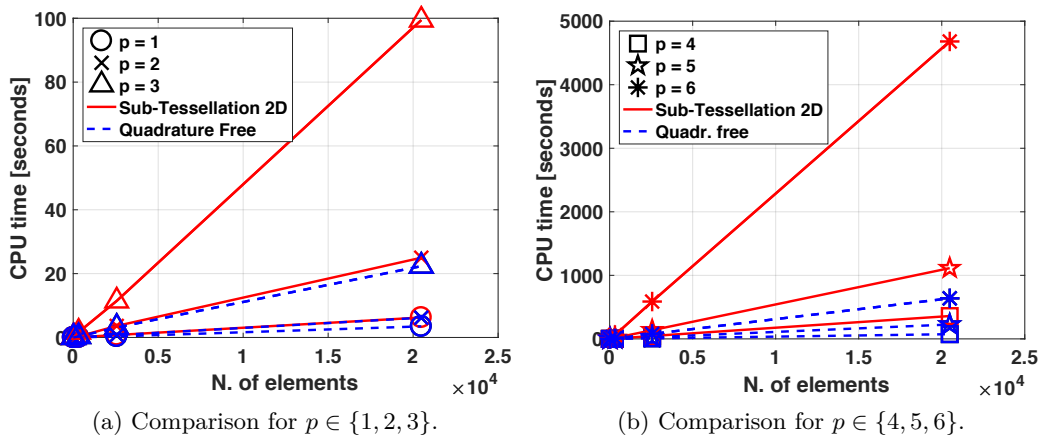 CPU time [seconds]
100
80
60
40
20
0
p = 1
p = 2
p = 3
Sub-Tessellation 2D
Quadrature Free
0 0.5 1 1.5 2 2.5
N. of elements
×10^4
(a) Comparison for p ∈ {1, 2, 3}.
CPU time [seconds]
5000
4000
3000
2000
1000
0
p = 4
p = 5
p = 6
Sub-Tessellation 2D
Quadr. free
0 0.5 1 1.5 2 2.5
N. of elements
×10^4
(b) Comparison for p ∈ {4, 5, 6}.